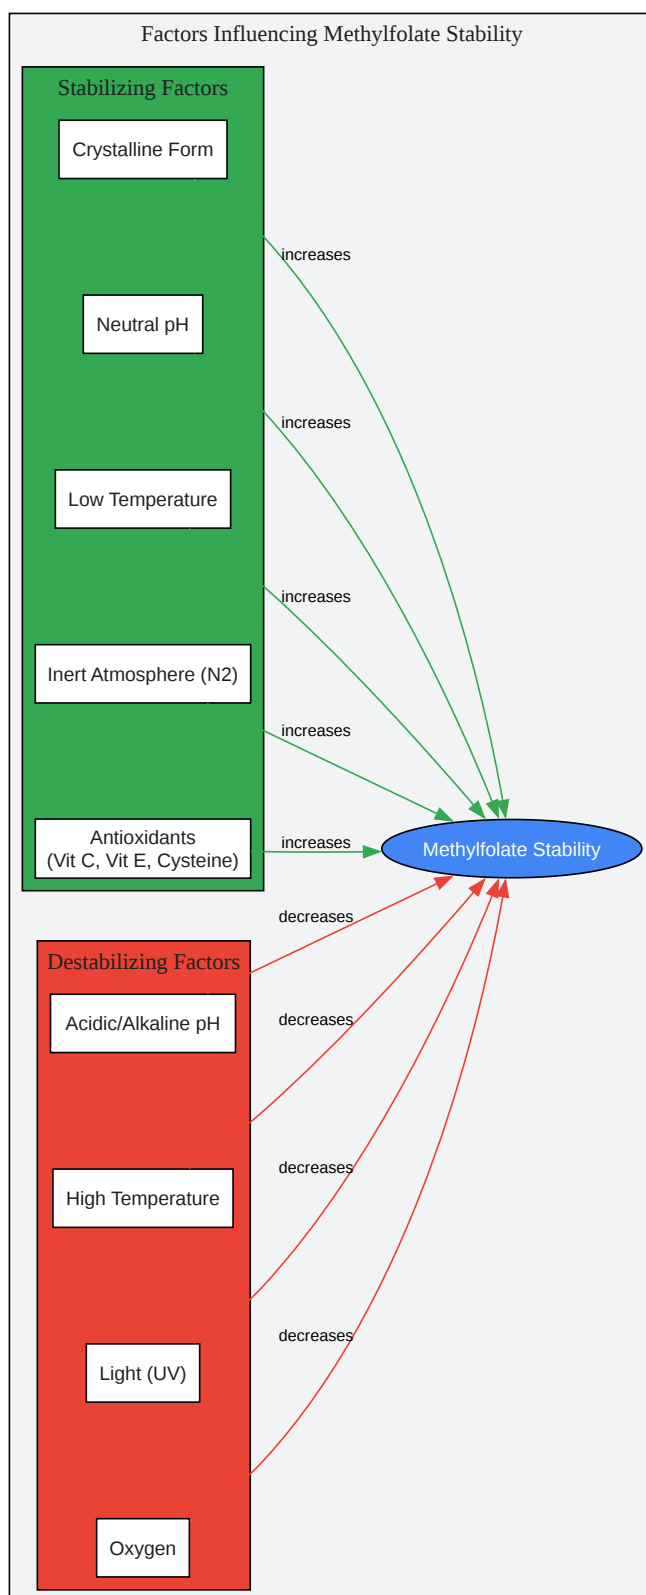 Factors Influencing Methylfolate Stability
Stabilizing Factors
Crystalline Form
increases
Neutral pH
increases
Low Temperature
increases
Inert Atmosphere (N2)
increases
Antioxidants
(Vit C, Vit E, Cysteine)
increases
Methylfolate Stability
decreases
Destabilizing Factors
Acidic/Alkaline pH
decreases
High Temperature
decreases
Light (UV)
decreases
Oxygen